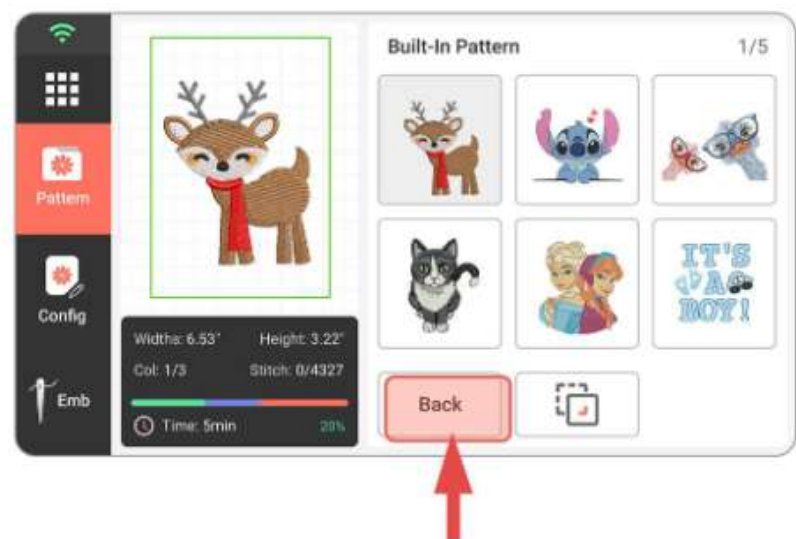 Built-In Pattern 1/5
Pattern
Config
Emb
Widths: 6.53" Height: 3.22"
Col: 1/3 Stitch: 0/4327
Time: 5min 20%
IT'S
A
BOY!
Back